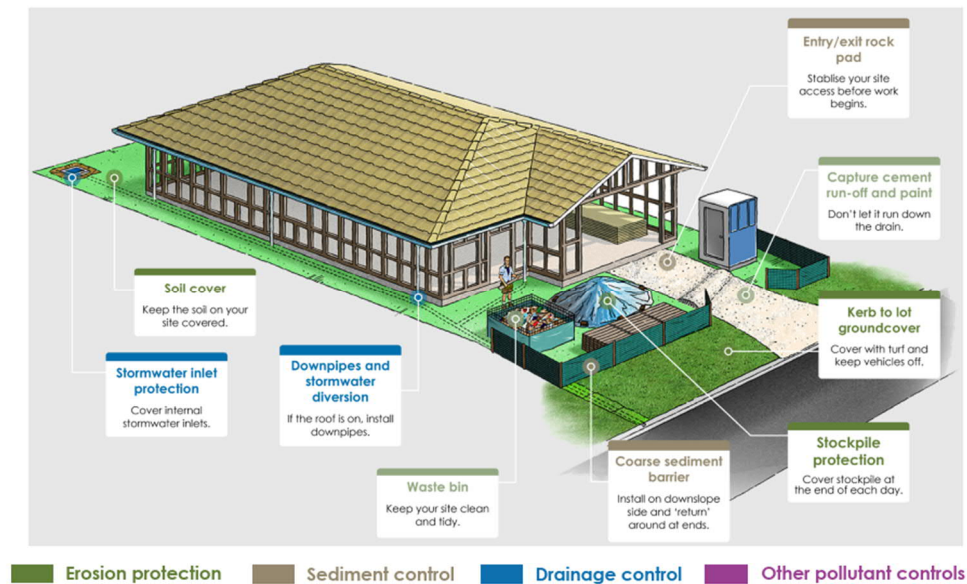 Entry/exit rock
pad
Stablise your site
access before work
begins.
Capture cement
run-off and paint
Don't let it run down
the drain.
Soil cover
Keep the soil on your
site covered.
Kerb to lot
groundcover
Cover with turf and
keep vehicles off.
Stormwater inlet
protection
Cover internal
stormwater inlets.
Downpipes and
stormwater
diversion
If the roof is on, install
downpipes.
Stockpile
protection
Cover stockpile at
the end of each day.
Coarse sediment
barrier
Install on downslope
side and 'return'
around at ends.
Waste bin
Keep your site clean
and tidy.
Erosion protection
Sediment control
Drainage control
Other pollutant controls